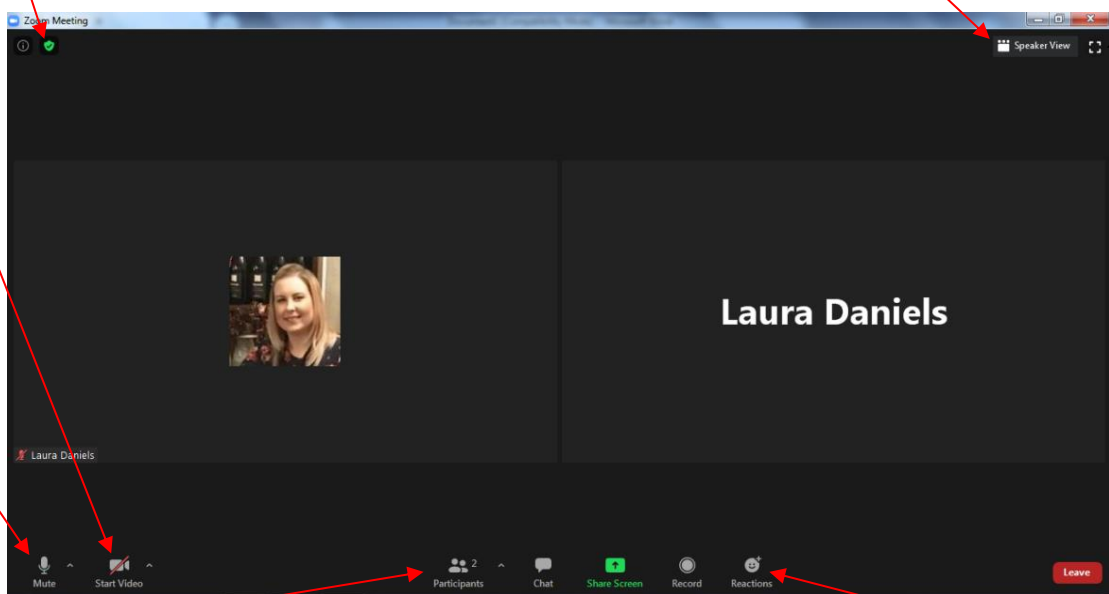 Zoom Meeting
Speaker View
Laura Daniels
Laura Daniels
Mute
Start Video
2
Participants
Chat
Share Screen
Record
Reactions
Leave